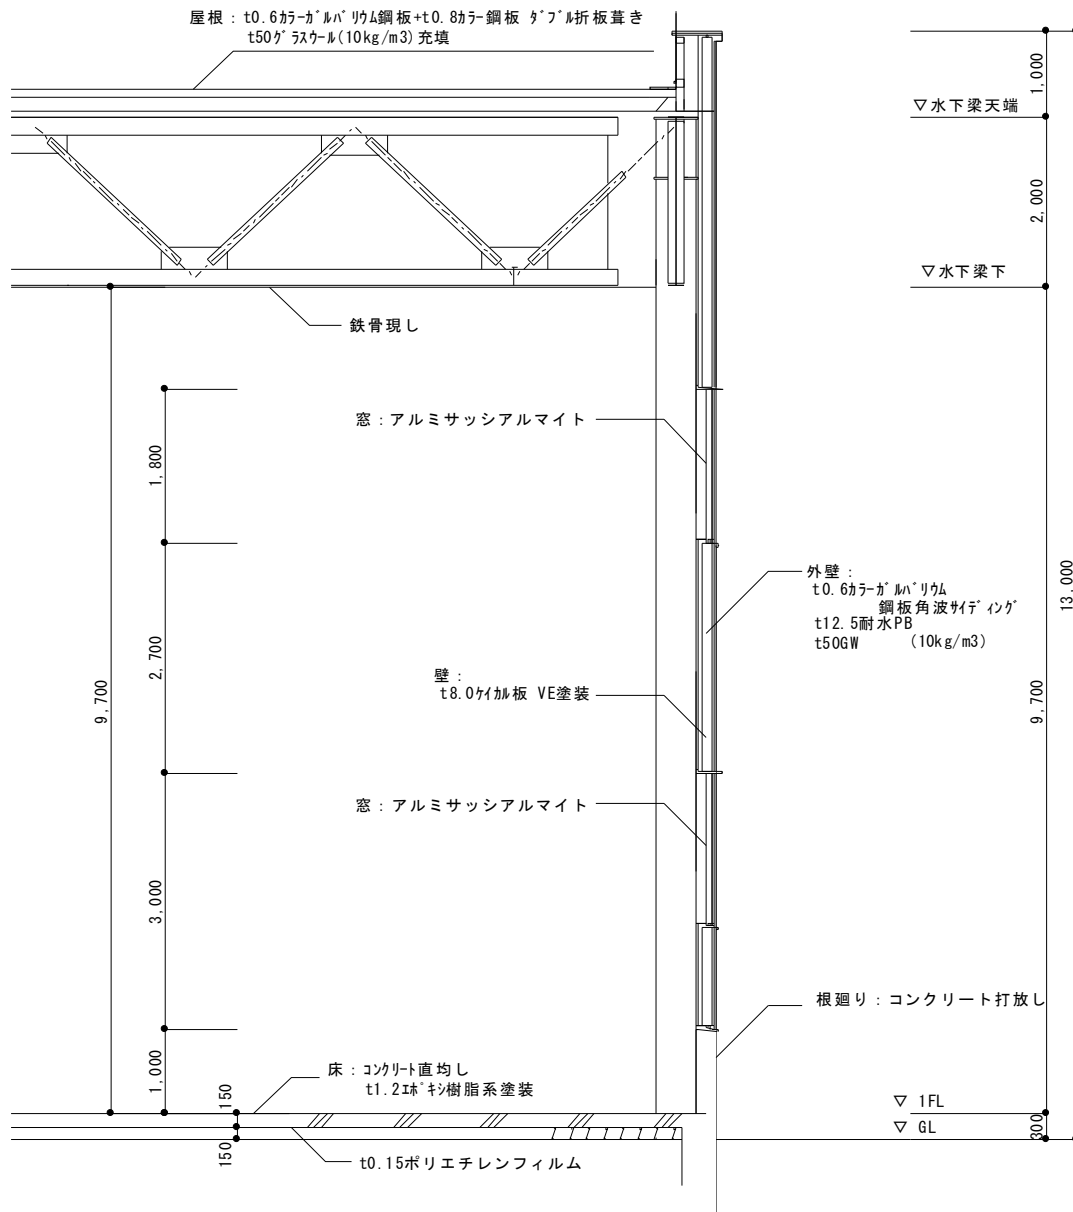 屋根：t0.6ｶﾗｰｶﾞﾙﾊﾞﾘｳﾑ鋼板+t0.8ｶﾗｰ鋼板 ﾀﾞﾌﾞﾙ折板葺き
t50ｸﾞﾗｽｳｰﾙ(10kg/m3)充填
1,000
▽水下梁天端
2,000
▽水下梁下
鉄骨現し
窓：アルミサッシアルマイト
1,800
外壁：
t0.6ｶﾗｰｶﾞﾙﾊﾞﾘｳﾑ
鋼板角波ｻｲﾃﾞｨﾝｸﾞ
t12.5耐水PB
t50GW (10kg/m3)
13,000
2,700
壁：
t8.0ｹｲｶﾙ板 VE塗装
9,700
9,700
窓：アルミサッシアルマイト
3,000
根廻り：コンクリート打放し
1,000
床：ｺﾝｸﾘｰﾄ直均し
t1.2ｴﾎﾟｷｼ樹脂系塗装
150
▽ 1FL
▽ GL
300
150
t0.15ポリエチレンフィルム